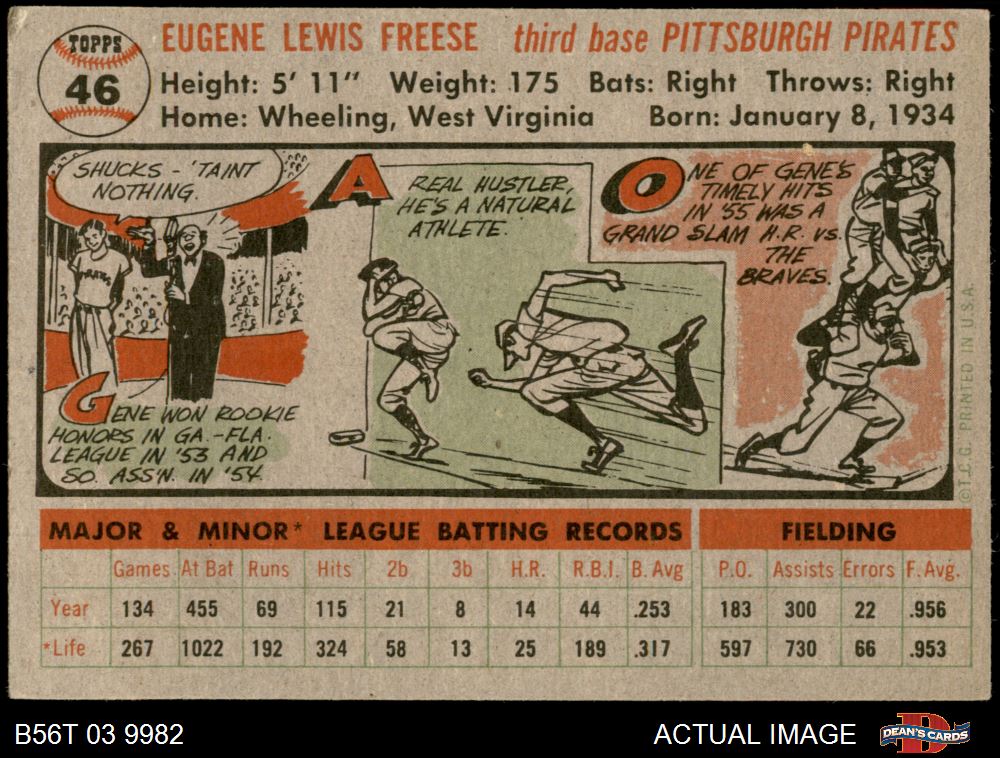 TOPPS
46
EUGENE LEWIS FREESE third base PITTSBURGH PIRATES
Height: 5' 11" Weight: 175 Bats: Right Throws: Right
Home: Wheeling, West Virginia Born: January 8, 1934
SHUCKS - 'TAINT
NOTHING.
PIRATES
GENE WON ROOKIE
HONORS IN GA.-FLA.
LEAGUE IN '53 AND
SO. ASS'N. IN '54
A REAL HUSTLER,
HE'S A NATURAL
ATHLETE.
ONE OF GENE'S
TIMELY HITS
IN '55 WAS A
GRAND SLAM H.R. VS.
THE
BRAVES.
©T.C.G. PRINTED IN U.S.A.
MAJOR & MINOR* LEAGUE BATTING RECORDS FIELDING
Games At Bat Runs Hits 2b 3b H.R. R.B.I. B. Avg P.O. Assists Errors F. Avg.
Year 134 455 69 115 21 8 14 44 .253 183 300 22 .956
*Life 267 1022 192 324 58 13 25 189 .317 597 730 66 .953
B56T 03 9982 ACTUAL IMAGE DEAN'S CARDS